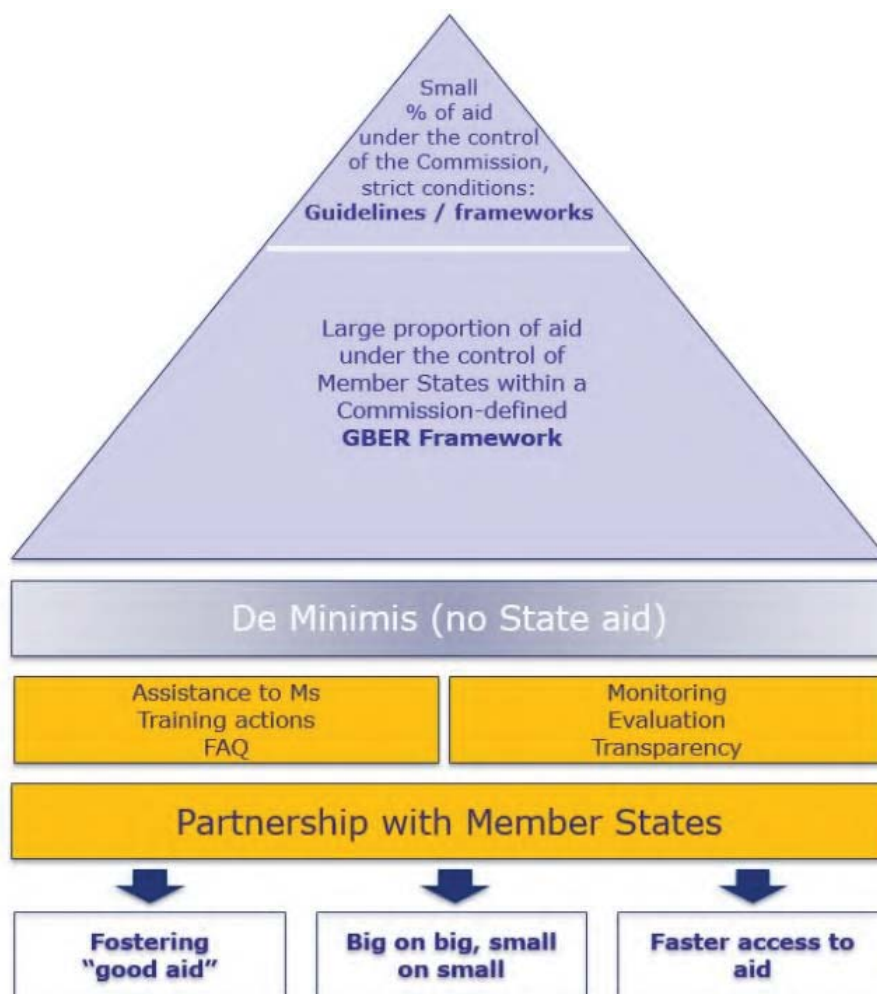 Small
% of aid
under the control
of the Commission,
strict conditions:
Guidelines / frameworks
Large proportion of aid
under the control of
Member States within a
Commission-defined
GBER Framework
De Minimis (no State aid)
Assistance to Ms
Training actions
FAQ
Monitoring
Evaluation
Transparency
Partnership with Member States
Fostering
“good aid”
Big on big, small
on small
Faster access to
aid